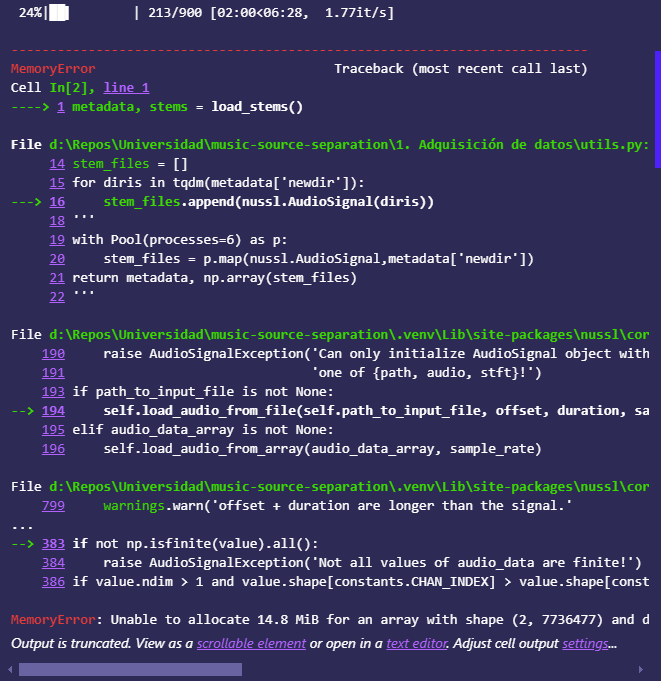 24%|██▍       | 213/900 [02:00<06:28,  1.77it/s]
---------------------------------------------------------------------------
MemoryError                               Traceback (most recent call last)
Cell In[2], line 1
----> 1 metadata, stems = load_stems()
File d:\Repos\Universidad\music-source-separation\1. Adquisición de datos\utils.py:
     14 stem_files = []
     15 for diris in tqdm(metadata['newdir']):
---> 16     stem_files.append(nussl.AudioSignal(diris))
     18 '''
     19 with Pool(processes=6) as p:
     20     stem_files = p.map(nussl.AudioSignal,metadata['newdir'])
     21 return metadata, np.array(stem_files)
     22 '''
File d:\Repos\Universidad\music-source-separation\.venv\Lib\site-packages\nussl\cor
    190     raise AudioSignalException('Can only initialize AudioSignal object with
    191                                'one of {path, audio, stft}!')
    193 if path_to_input_file is not None:
--> 194     self.load_audio_from_file(self.path_to_input_file, offset, duration, sa
    195 elif audio_data_array is not None:
    196     self.load_audio_from_array(audio_data_array, sample_rate)
File d:\Repos\Universidad\music-source-separation\.venv\Lib\site-packages\nussl\cor
    799     warnings.warn('offset + duration are longer than the signal.'
...
--> 383 if not np.isfinite(value).all():
    384     raise AudioSignalException('Not all values of audio_data are finite!')
    386 if value.ndim > 1 and value.shape[constants.CHAN_INDEX] > value.shape[const
MemoryError: Unable to allocate 14.8 MiB for an array with shape (2, 7736477) and d
Output is truncated. View as a scrollable element or open in a text editor. Adjust cell output settings...